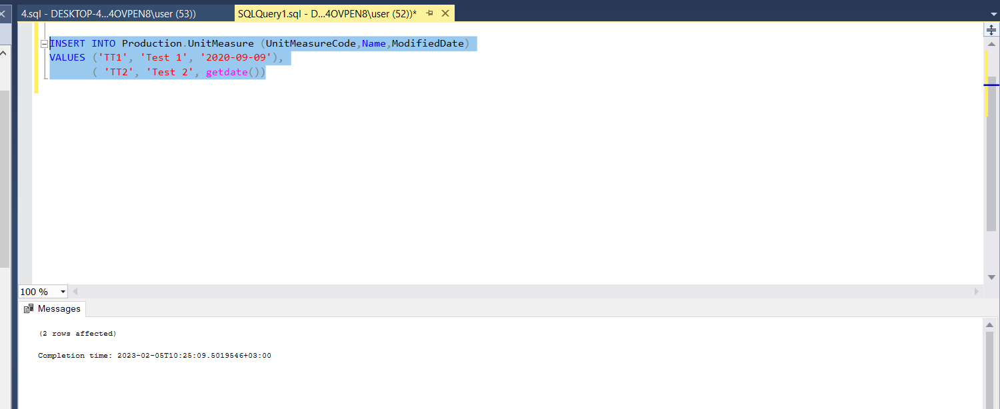 4.sql - DESKTOP-4...4OVPEN8\user (53))
SQLQuery1.sql - D...4OVPEN8\user (52))*
INSERT INTO Production.UnitMeasure (UnitMeasureCode,Name,ModifiedDate)
VALUES ('TT1', 'Test 1', '2020-09-09'),
( 'TT2', 'Test 2', getdate())
100 %
Messages
(2 rows affected)
Completion time: 2023-02-05T10:25:09.5019546+03:00